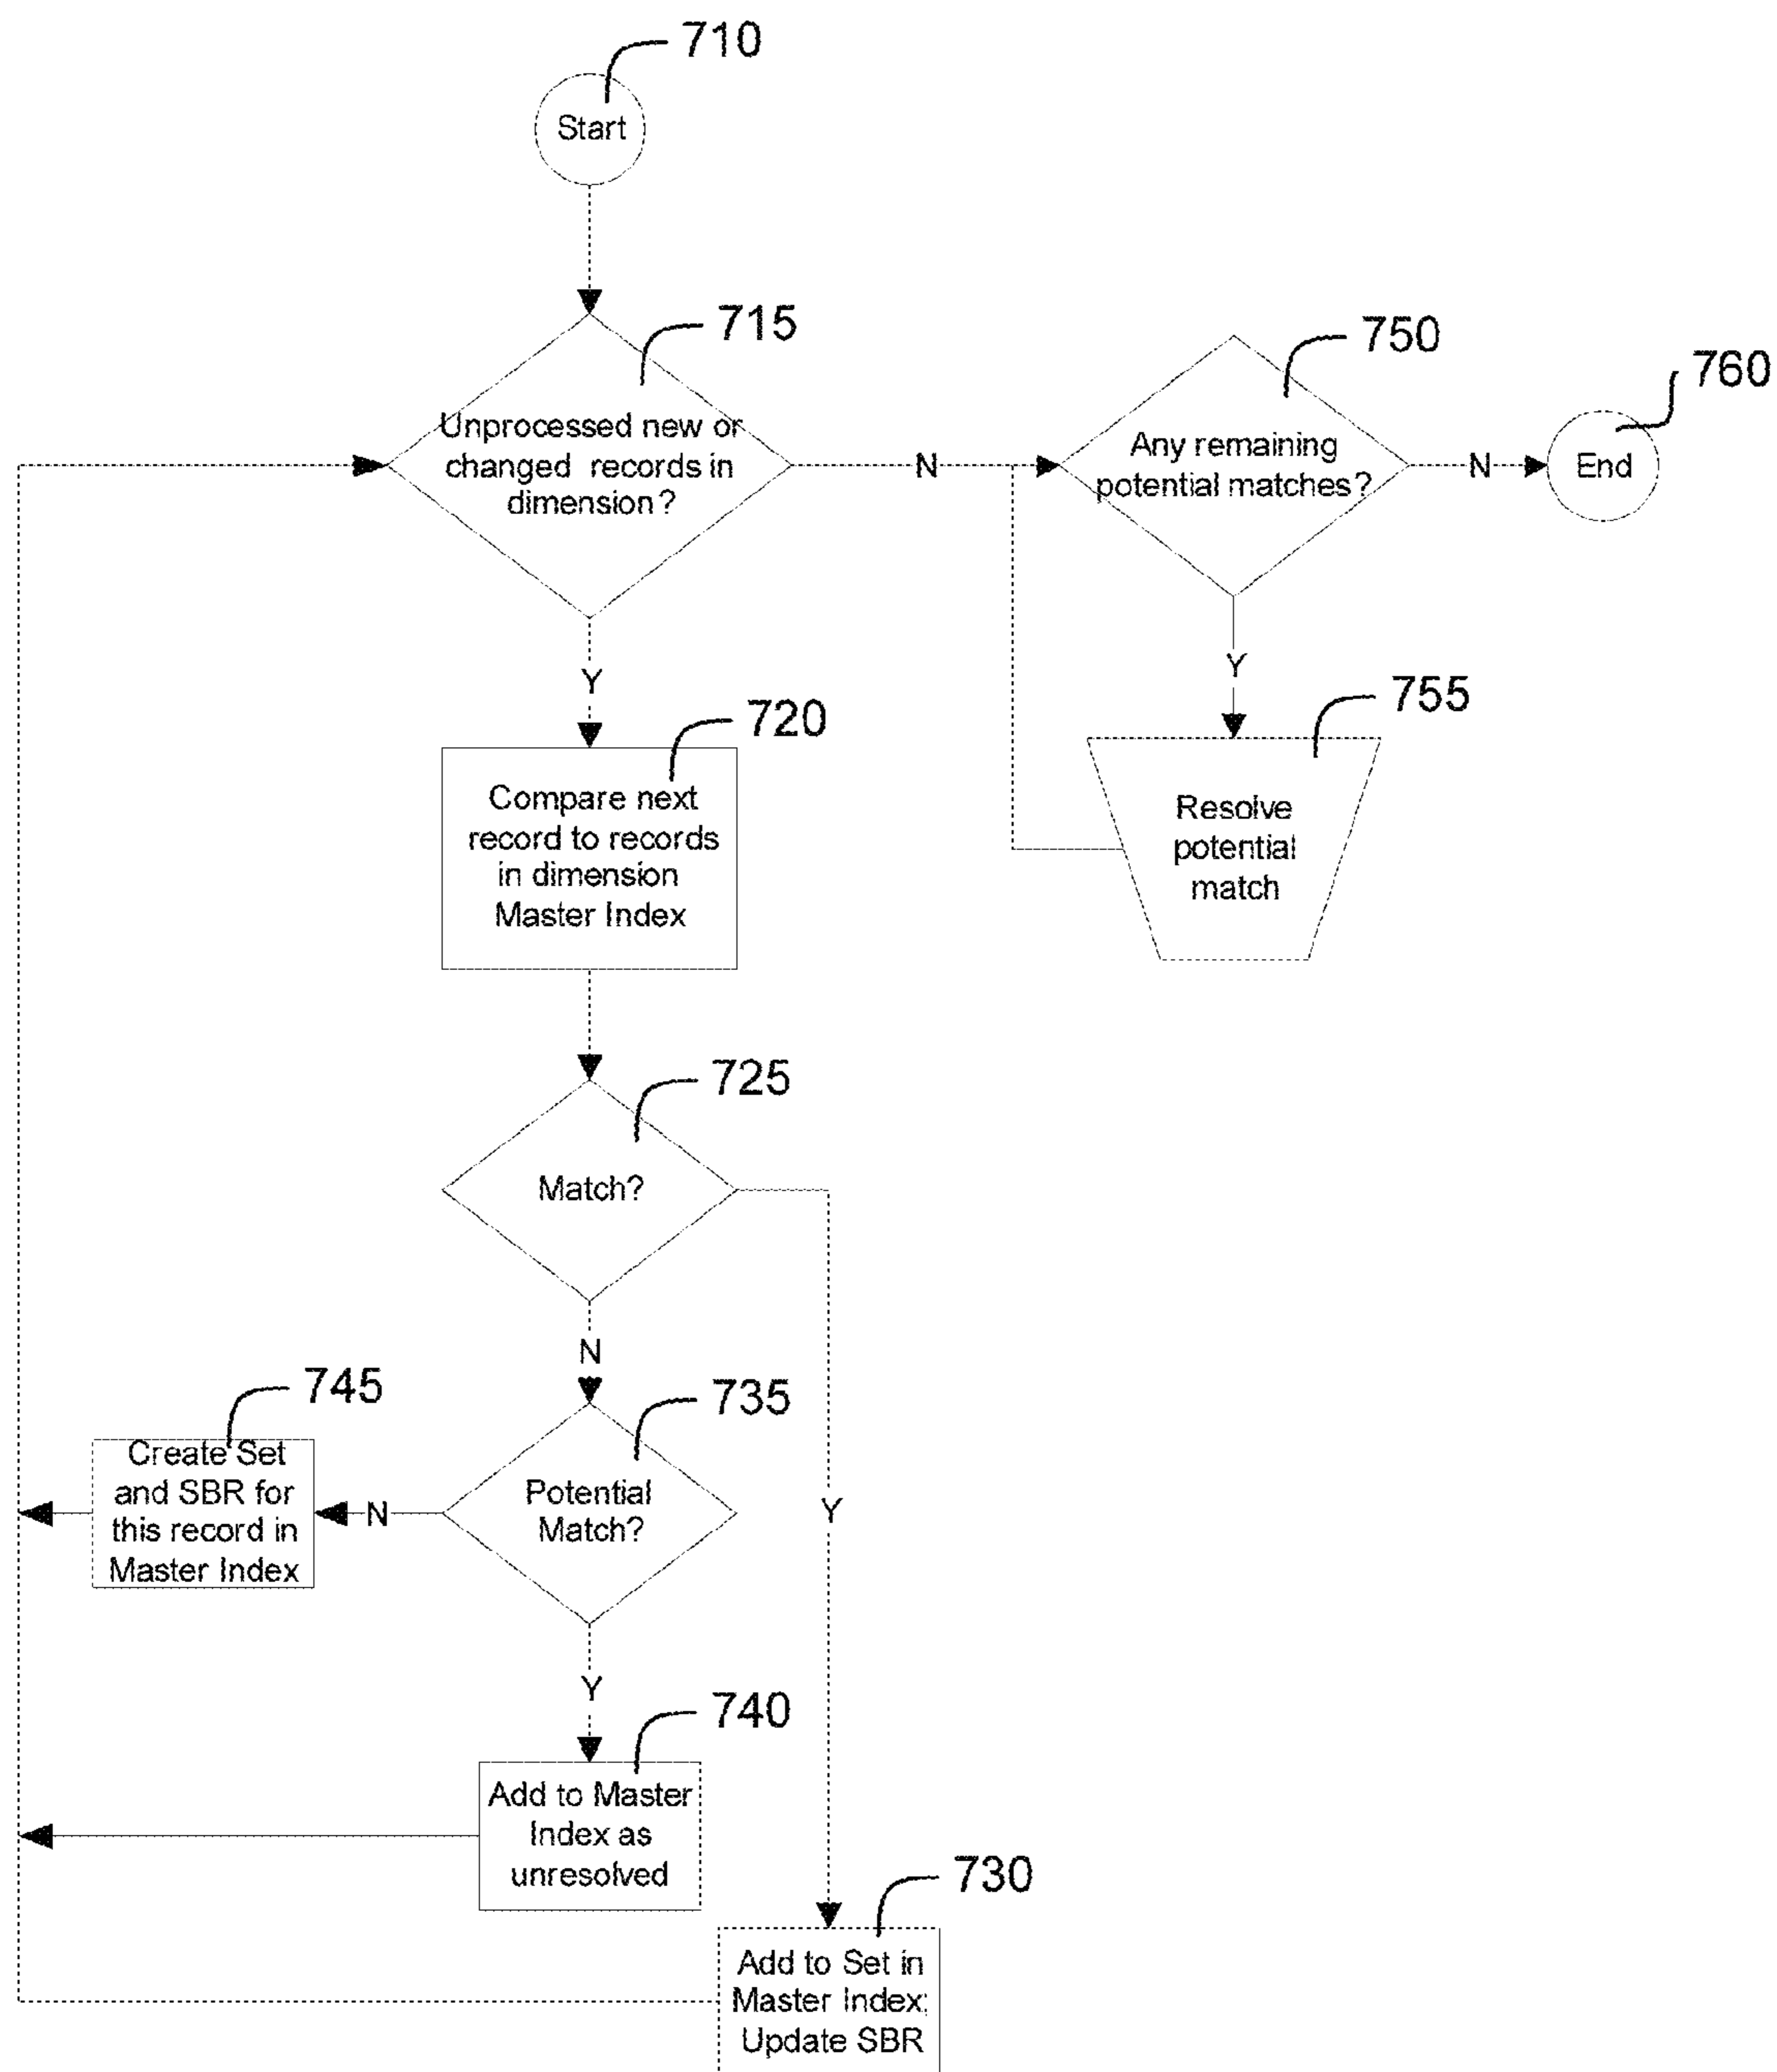 710
Start
715
Unprocessed new or
changed records in
dimension?
N
750
Any remaining
potential matches?
N
760
End
Y
755
Resolve
potential
match
Y
720
Compare next
record to records
in dimension
Master Index
725
Match?
N
Y
735
Potential
Match?
N
745
Create Set
and SBR for
this record in
Master Index
Y
740
Add to Master
Index as
unresolved
730
Add to Set in
Master Index;
Update SBR